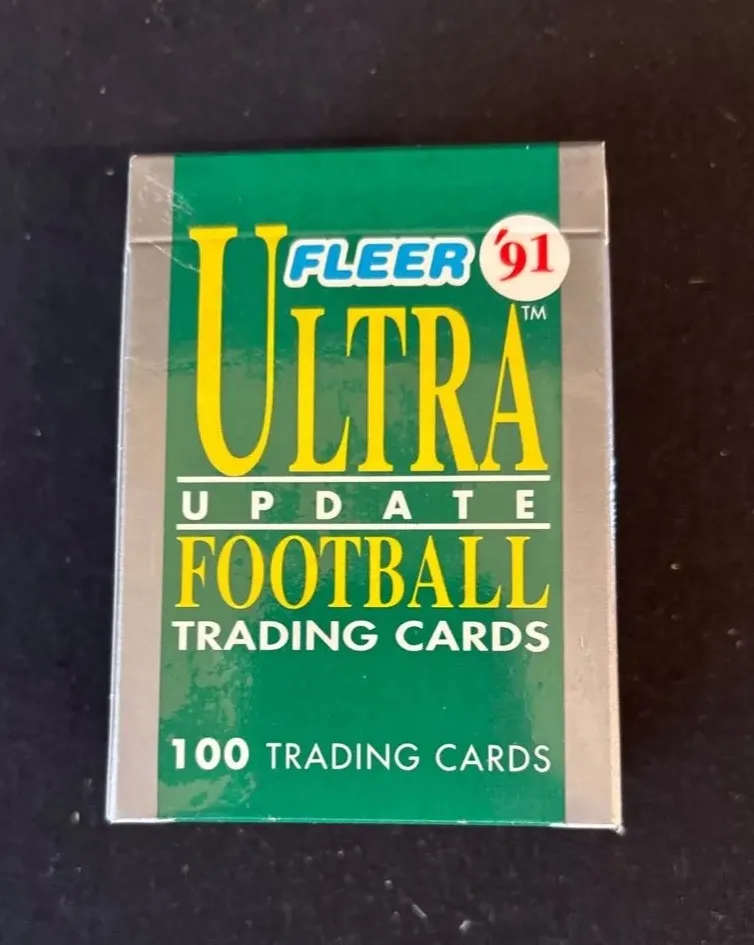 FLEER '91
ULTRA™
UPDATE
FOOTBALL
TRADING CARDS
100 TRADING CARDS